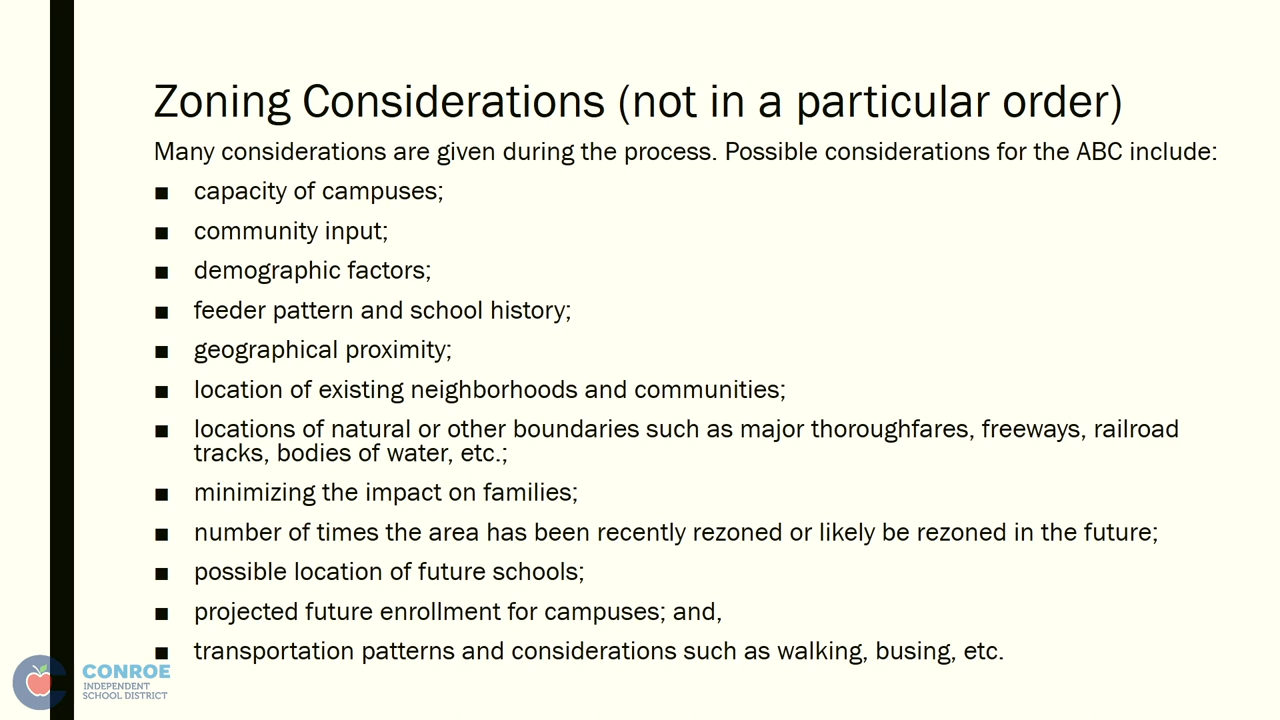 Zoning Considerations (not in a particular order)
Many considerations are given during the process. Possible considerations for the ABC include:
■ capacity of campuses;
■ community input;
■ demographic factors;
■ feeder pattern and school history;
■ geographical proximity;
■ location of existing neighborhoods and communities;
■ locations of natural or other boundaries such as major thoroughfares, freeways, railroad
tracks, bodies of water, etc.;
■ minimizing the impact on families;
■ number of times the area has been recently rezoned or likely be rezoned in the future;
■ possible location of future schools;
■ projected future enrollment for campuses; and,
■ transportation patterns and considerations such as walking, busing, etc.
CONROE
INDEPENDENT
SCHOOL DISTRICT